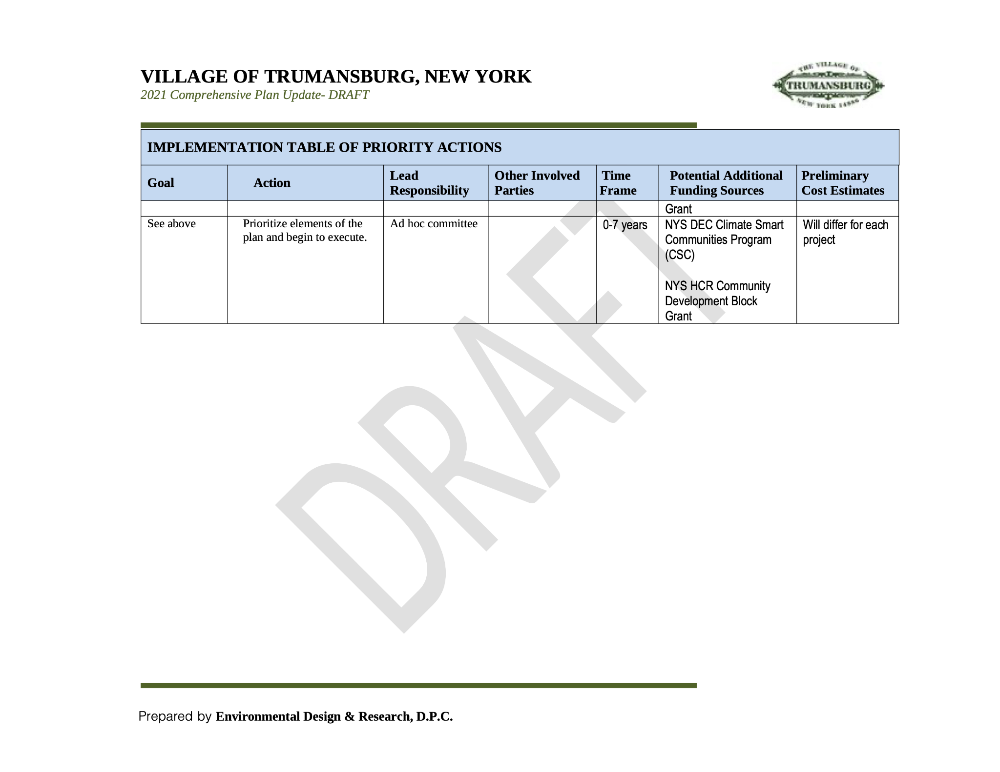 VILLAGE OF TRUMANSBURG, NEW YORK
2021 Comprehensive Plan Update- DRAFT
THE VILLAGE OF
TRUMANSBURG
NEW YORK 14886
IMPLEMENTATION TABLE OF PRIORITY ACTIONS
Goal
Action
Lead
Responsibility
Other Involved
Parties
Time
Frame
Potential Additional
Funding Sources
Preliminary
Cost Estimates
Grant
See above
Prioritize elements of the
plan and begin to execute.
Ad hoc committee
0-7 years
NYS DEC Climate Smart
Communities Program
(CSC)
NYS HCR Community
Development Block
Grant
Will differ for each
project
DRAFT
Prepared by Environmental Design & Research, D.P.C.